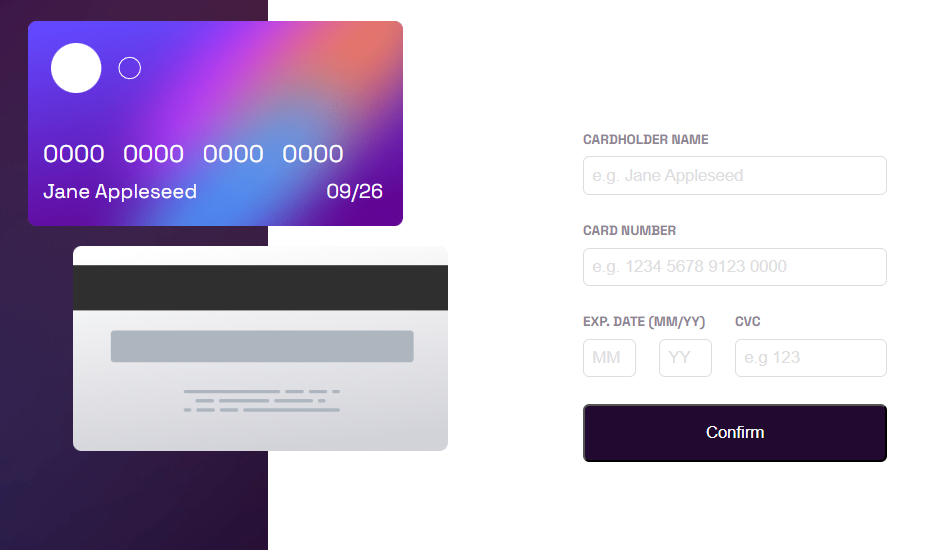 0000 0000 0000 0000
Jane Appleseed 09/26
CARDHOLDER NAME
e.g. Jane Appleseed
CARD NUMBER
e.g. 1234 5678 9123 0000
EXP. DATE (MM/YY) CVC
MM YY e.g 123
Confirm